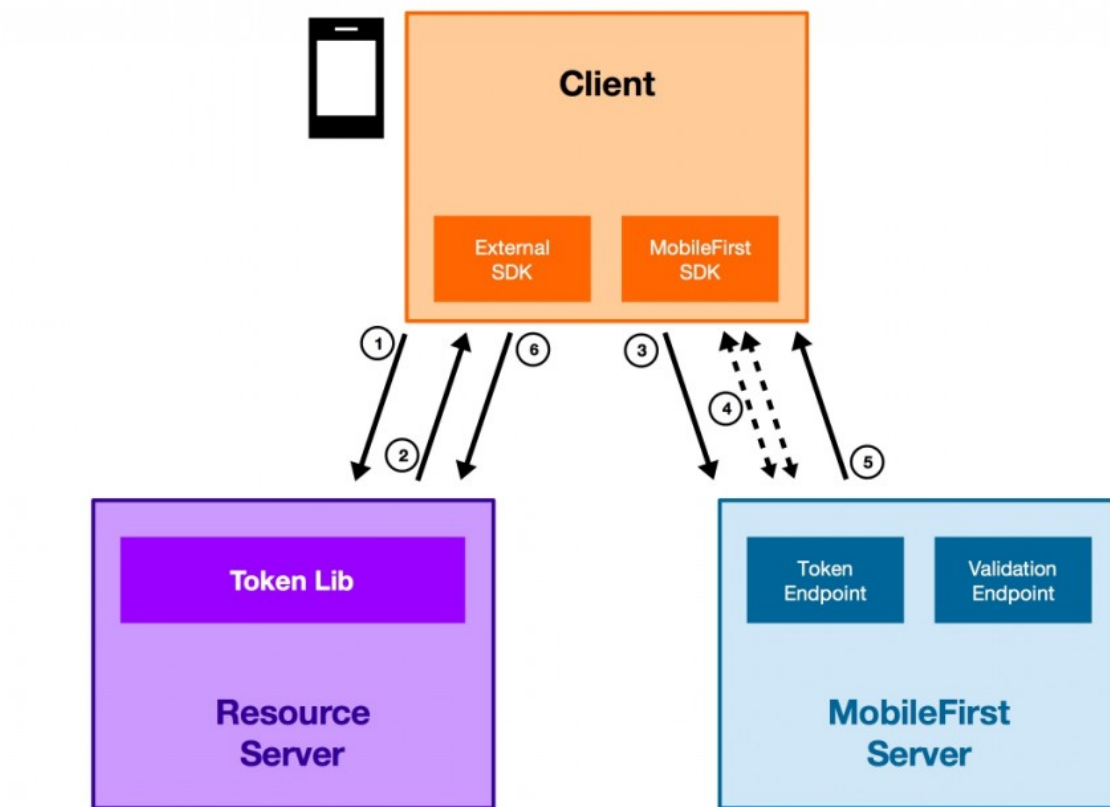 Client
External
SDK
MobileFirst
SDK
1
6
3
4
2
5
Token Lib
Token
Endpoint
Validation
Endpoint
Resource
Server
MobileFirst
Server